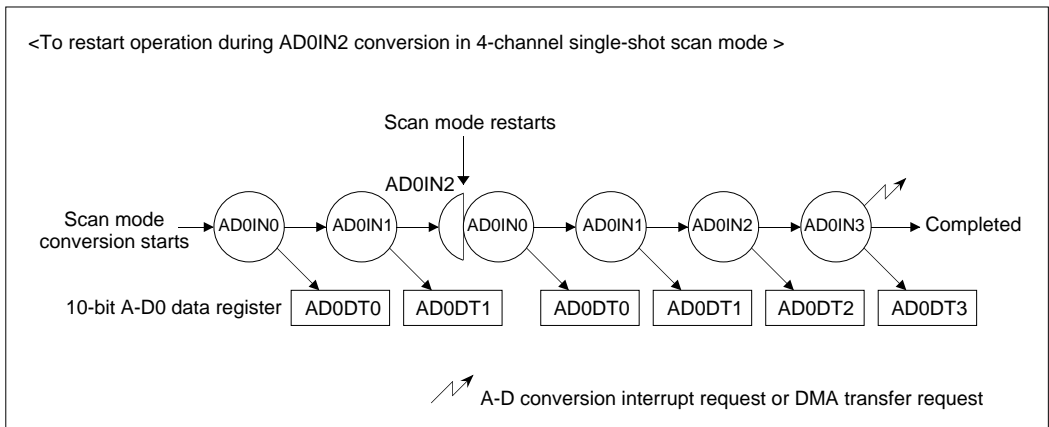 <To restart operation during AD0IN2 conversion in 4-channel single-shot scan mode >
Scan mode restarts
AD0IN2
Scan mode
conversion starts
AD0IN0
AD0IN1
AD0IN0
AD0IN1
AD0IN2
AD0IN3
Completed
10-bit A-D0 data register
AD0DT0
AD0DT1
AD0DT0
AD0DT1
AD0DT2
AD0DT3
A-D conversion interrupt request or DMA transfer request